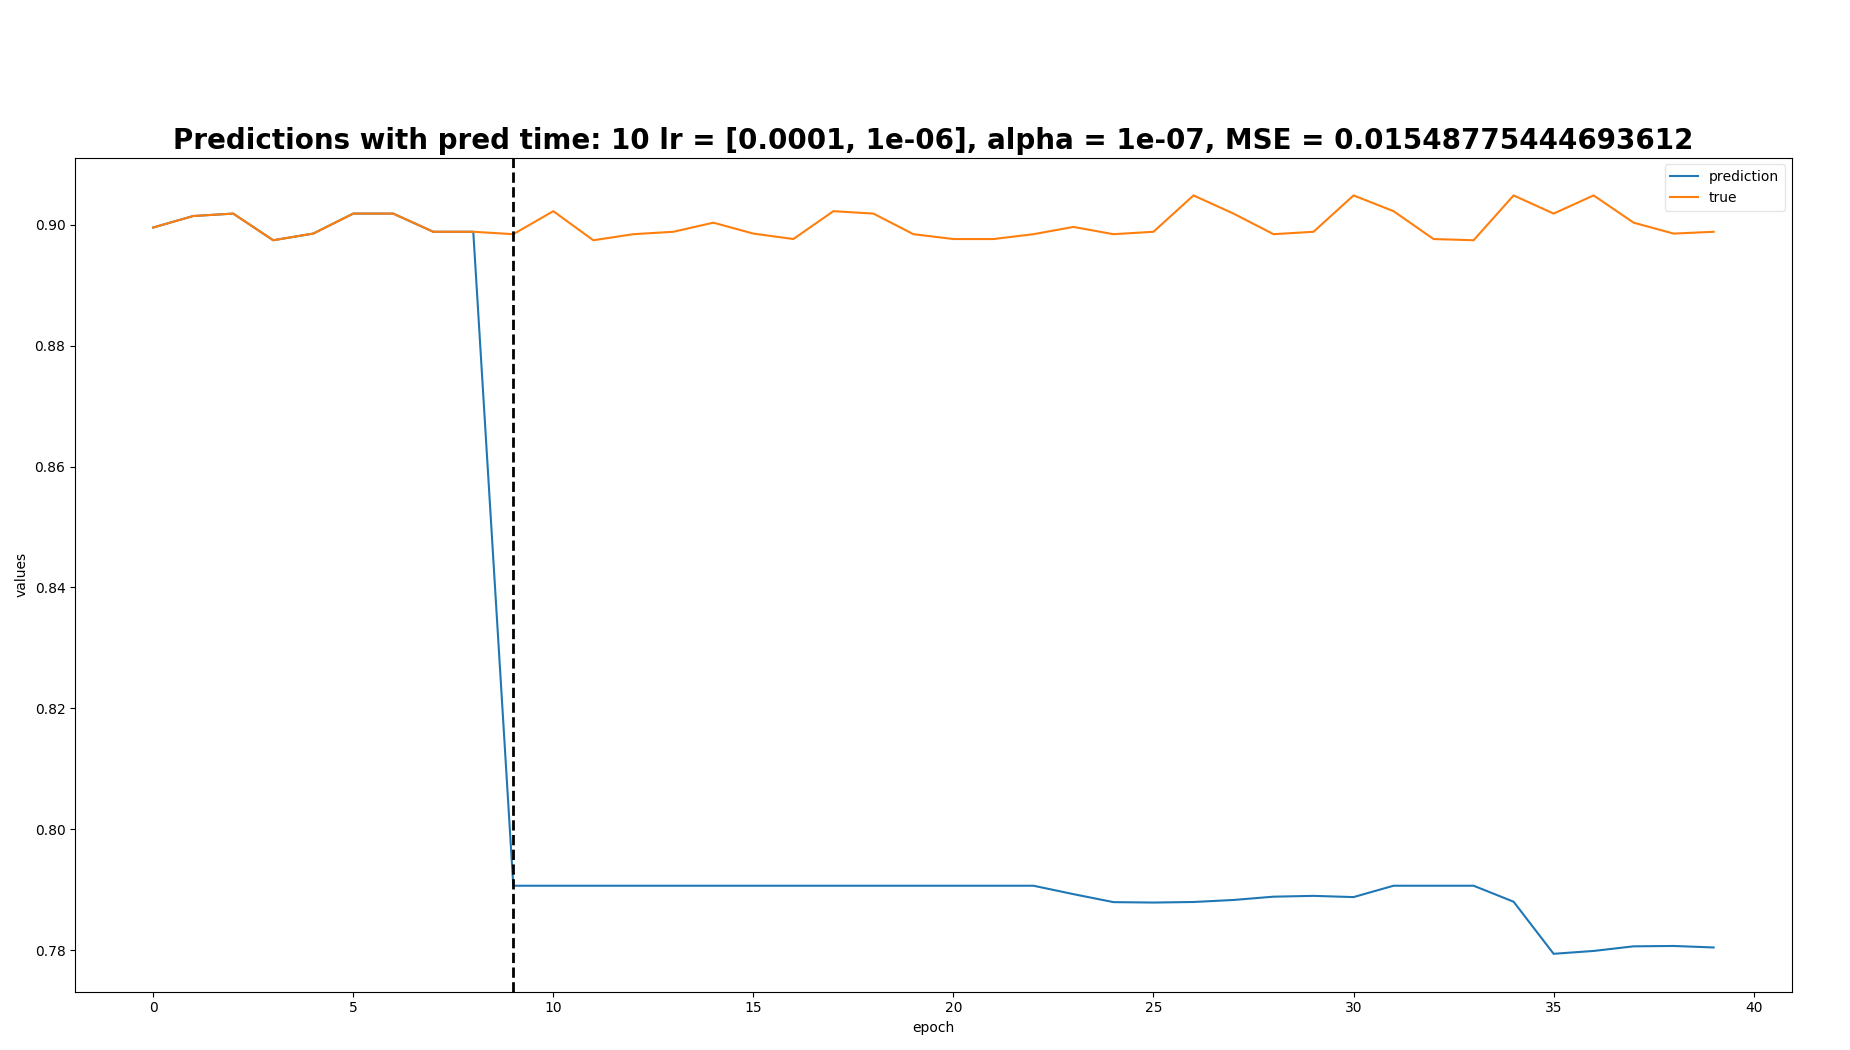 Predictions with pred time: 10 lr = [0.0001, 1e-06], alpha = 1e-07, MSE = 0.01548775444693612
prediction
true
0.90
0.88
0.86
0.84
0.82
0.80
0.78
values
0 5 10 15 20 25 30 35 40
epoch